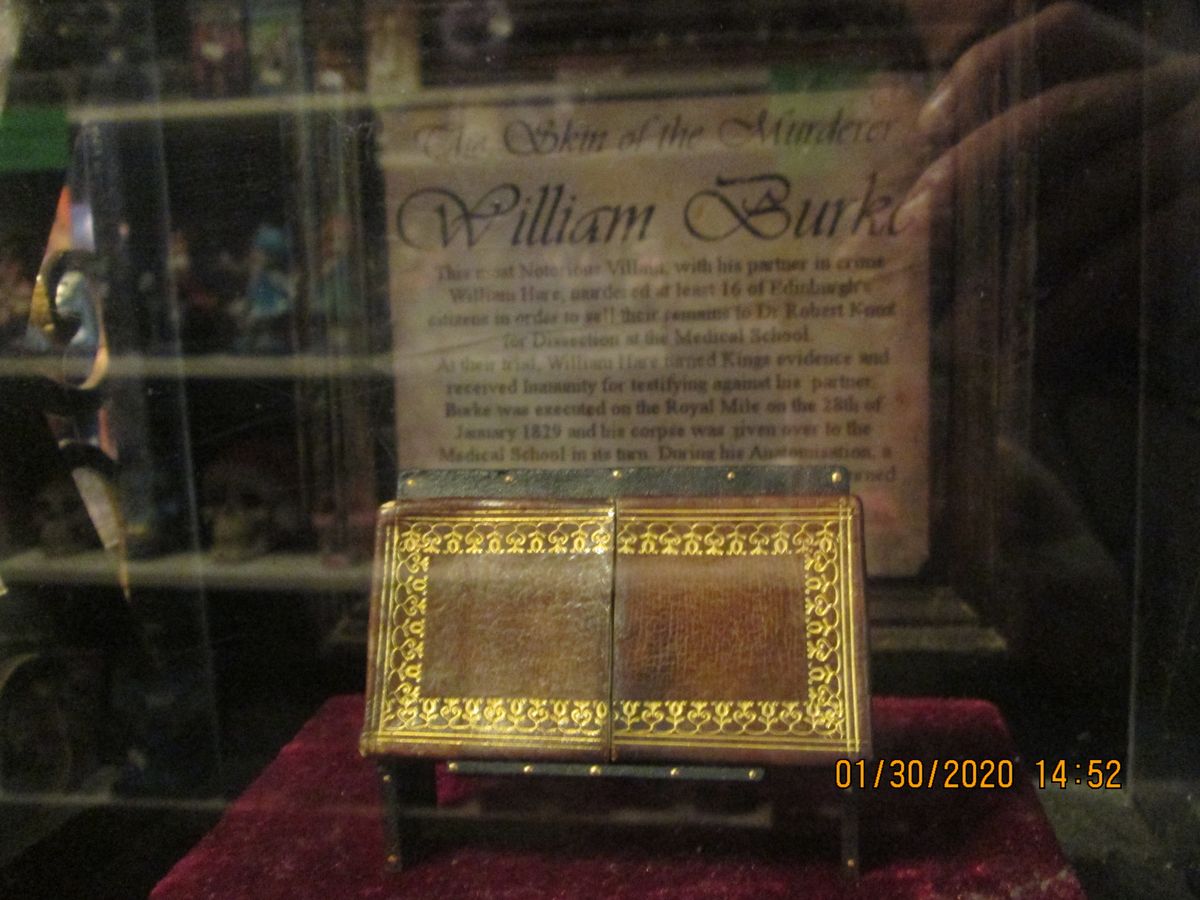 The Skin of the Murderer
William Burke
This most Notorious Villain, with his partner in crime
William Hare, murdered at least 16 of Edinburgh's
citizens in order to sell their remains to Dr Robert Knox
for Dissection at the Medical School.
At their trial, William Hare turned Kings evidence and
received Immunity for testifying against his partner.
Burke was executed on the Royal Mile on the 28th of
January 1829 and his corpse was given over to the
Medical School in its turn. During his Anatomisation, a
01/30/2020 14:52